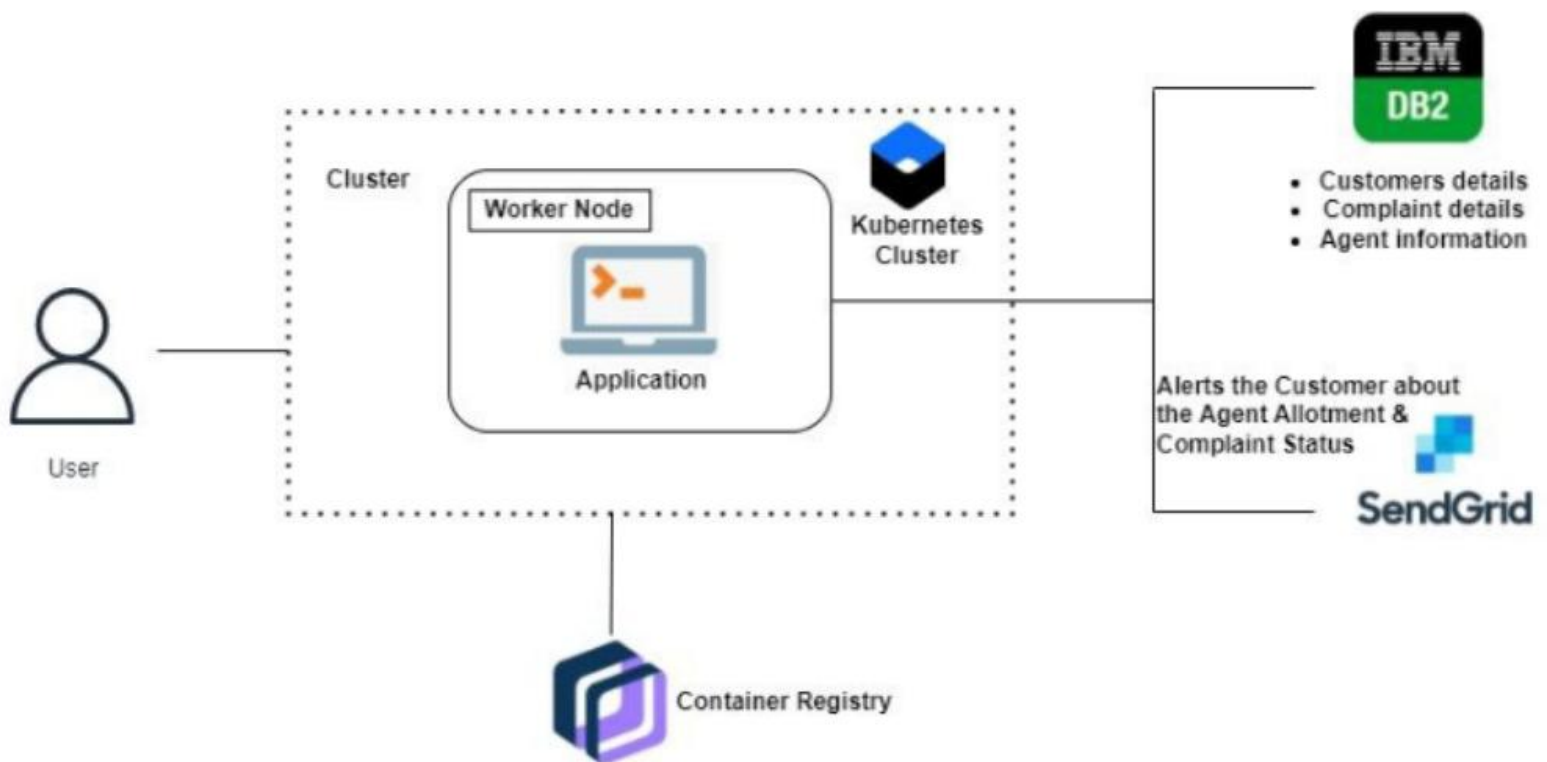 IBM
DB2
Cluster
Worker Node
Kubernetes
Cluster
• Customers details
• Complaint details
• Agent information
Application
User
Alerts the Customer about
the Agent Allotment &
Complaint Status
SendGrid
Container Registry